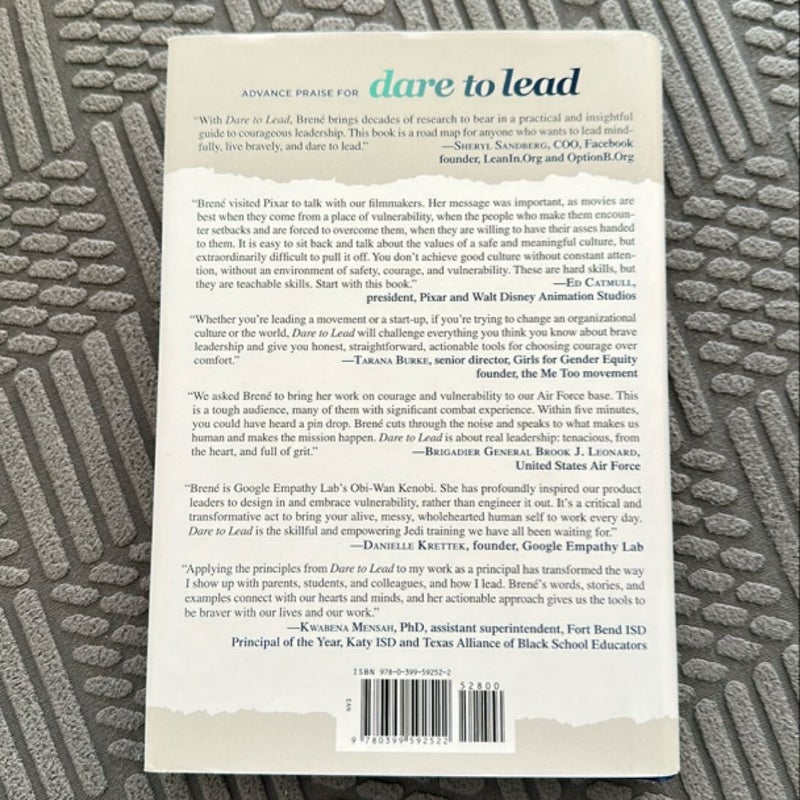 ADVANCE PRAISE FOR dare to lead
“With Dare to Lead, Brené brings decades of research to bear in a practical and insightful
guide to courageous leadership. This book is a road map for anyone who wants to lead mind-
fully, live bravely, and dare to lead.” —SHERYL SANDBERG, COO, Facebook
founder, LeanIn.Org and OptionB.Org
“Brené visited Pixar to talk with our filmmakers. Her message was important, as movies are
best when they come from a place of vulnerability, when the people who make them encoun-
ter setbacks and are forced to overcome them, when they are willing to have their asses handed
to them. It is easy to sit back and talk about the values of a safe and meaningful culture, but
extraordinarily difficult to pull it off. You don’t achieve good culture without constant atten-
tion, without an environment of safety, courage, and vulnerability. These are hard skills, but
they are teachable skills. Start with this book.” —ED CATMULL,
president, Pixar and Walt Disney Animation Studios
“Whether you’re leading a movement or a start-up, if you’re trying to change an organizational
culture or the world, Dare to Lead will challenge everything you think you know about brave
leadership and give you honest, straightforward, actionable tools for choosing courage over
comfort.” —TARANA BURKE, senior director, Girls for Gender Equity
founder, the Me Too movement
“We asked Brené to bring her work on courage and vulnerability to our Air Force base. This
is a tough audience, many of them with significant combat experience. Within five minutes,
you could have heard a pin drop. Brené cuts through the noise and speaks to what makes us
human and makes the mission happen. Dare to Lead is about real leadership: tenacious, from
the heart, and full of grit.” —BRIGADIER GENERAL BROOK J. LEONARD,
United States Air Force
“Brené is Google Empathy Lab’s Obi-Wan Kenobi. She has profoundly inspired our product
leaders to design in and embrace vulnerability, rather than engineer it out. It’s a critical and
transformative act to bring your alive, messy, wholehearted human self to work every day.
Dare to Lead is the skillful and empowering Jedi training we have all been waiting for.”
—DANIELLE KRETTEK, founder, Google Empathy Lab
“Applying the principles from Dare to Lead to my work as a principal has transformed the way
I show up with parents, students, and colleagues, and how I lead. Brené’s words, stories, and
examples connect with our hearts and minds, and her actionable approach gives us the tools to
be braver with our lives and our work.”
—KWABENA MENSAH, PhD, assistant superintendent, Fort Bend ISD
Principal of the Year, Katy ISD and Texas Alliance of Black School Educators
ISBN 978-0-399-59252-2
52800
EAN
9 780399 592522